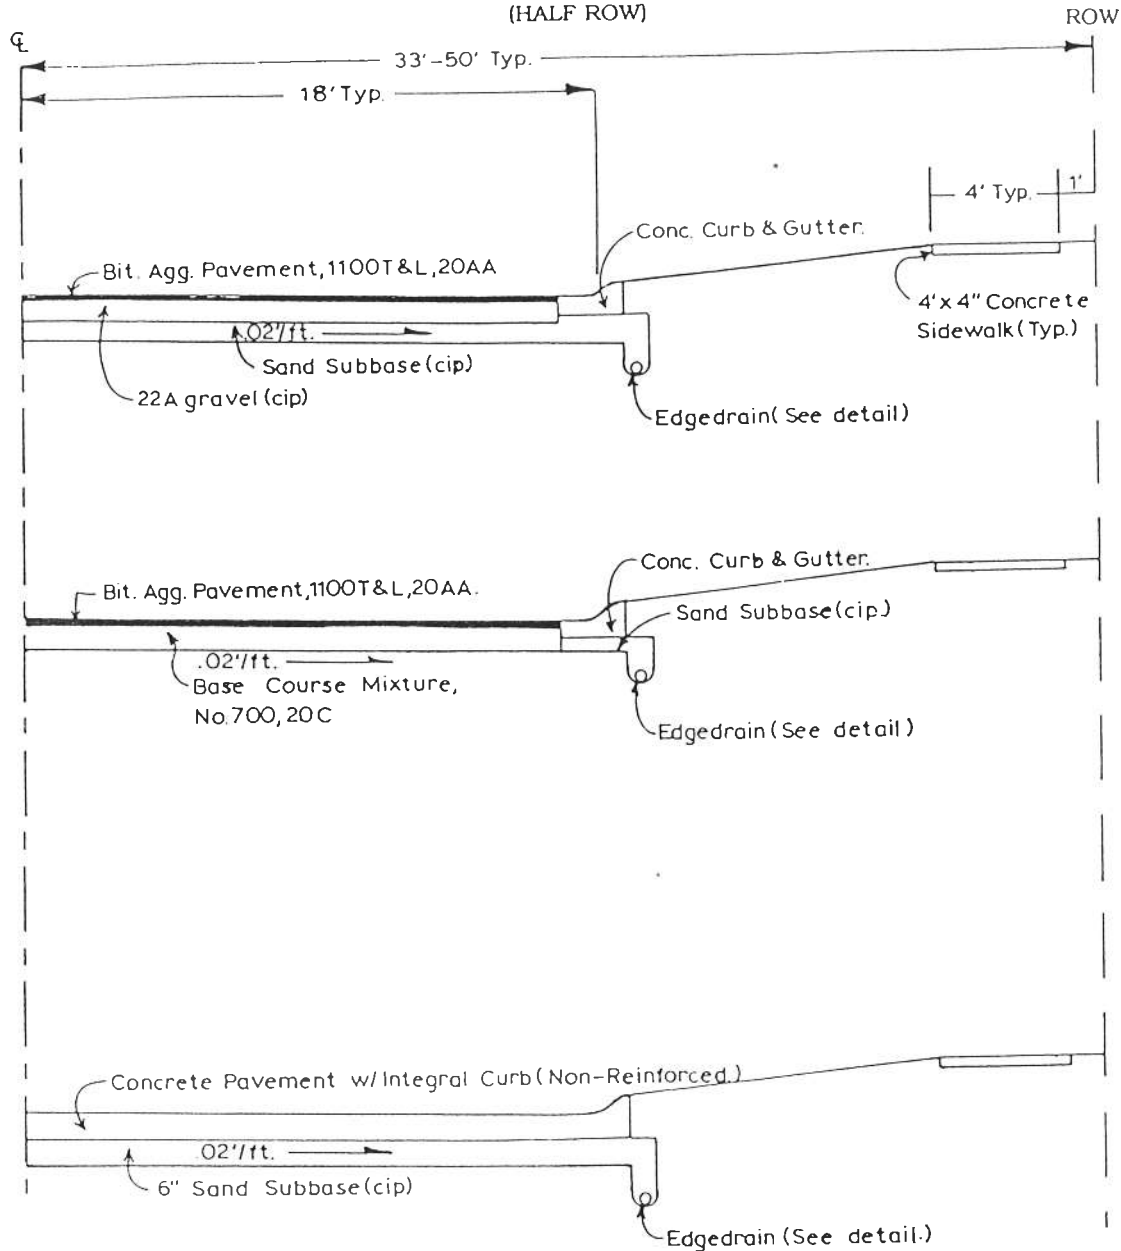 (HALF ROW)
ROW
℄
33'-50' Typ.
18' Typ.
4' Typ.
1'
Conc. Curb & Gutter.
Bit. Agg. Pavement, 1100T&L, 20AA
4'x 4" Concrete
Sidewalk (Typ.)
.02'/ft.
Sand Subbase (cip)
22A gravel (cip)
Edgedrain (See detail)
Conc. Curb & Gutter.
Bit. Agg. Pavement, 1100T&L, 20AA.
Sand Subbase (cip.)
.02'/ft.
Base Course Mixture,
No. 700, 20C
Edgedrain (See detail)
Concrete Pavement w/ Integral Curb (Non-Reinforced.)
.02'/ft.
6" Sand Subbase (cip)
Edgedrain (See detail.)